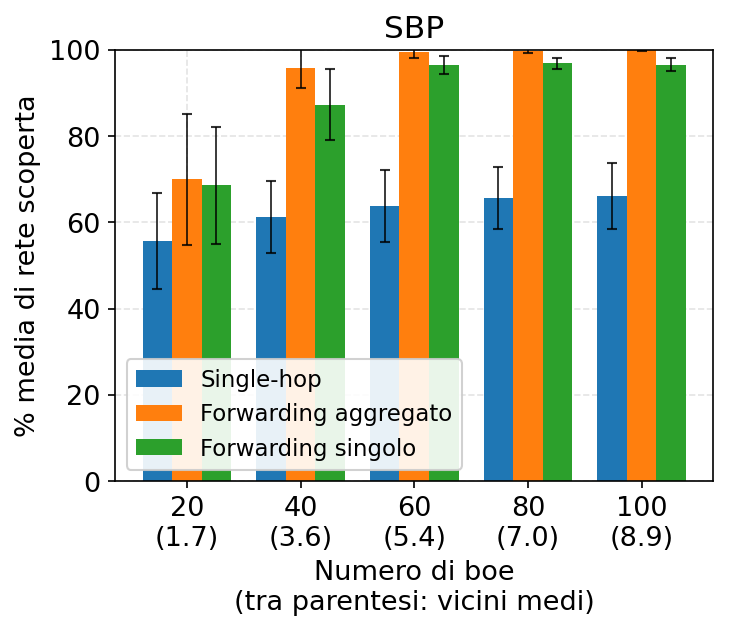 SBP
% media di rete scoperta
100
80
60
40
20
0
Single-hop
Forwarding aggregato
Forwarding singolo
20 40 60 80 100
(1.7) (3.6) (5.4) (7.0) (8.9)
Numero di boe
(tra parentesi: vicini medi)